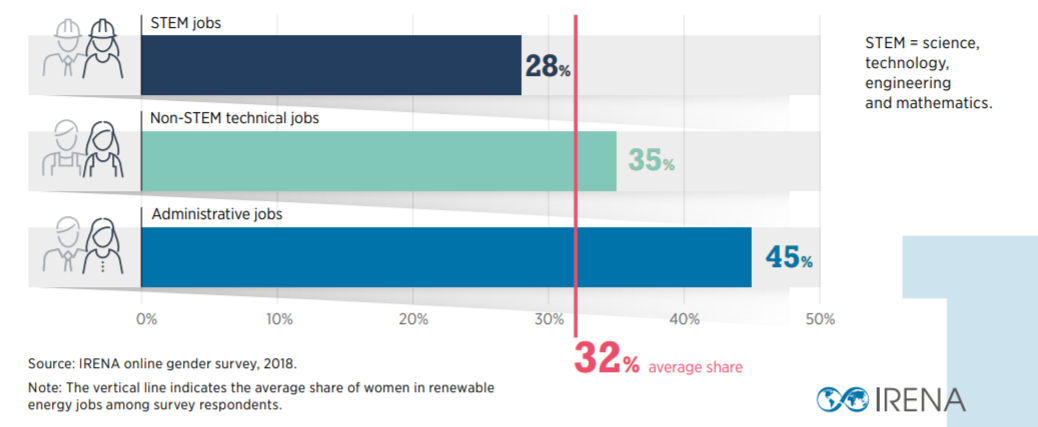 STEM jobs
28%
STEM = science,
technology,
engineering
and mathematics.
Non-STEM technical jobs
35%
Administrative jobs
45%
0% 10% 20% 30% 40% 50%
32% average share
Source: IRENA online gender survey, 2018.
Note: The vertical line indicates the average share of women in renewable
energy jobs among survey respondents.
IRENA